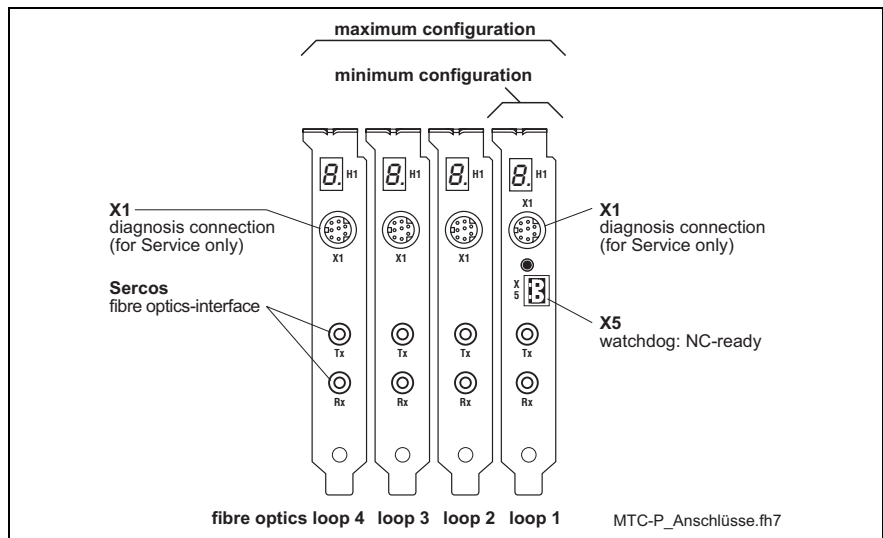 maximum configuration
minimum configuration
8. H1 8. H1 8. H1 8. H1
X1
X1
diagnosis connection
(for Service only)
X1 X1 X1
X1
diagnosis connection
(for Service only)
Sercos
fibre optics-interface
X
5
X5
watchdog: NC-ready
Tx Tx Tx Tx
Rx Rx Rx Rx
fibre optics loop 4 loop 3 loop 2 loop 1
MTC-P_Anschlüsse.fh7